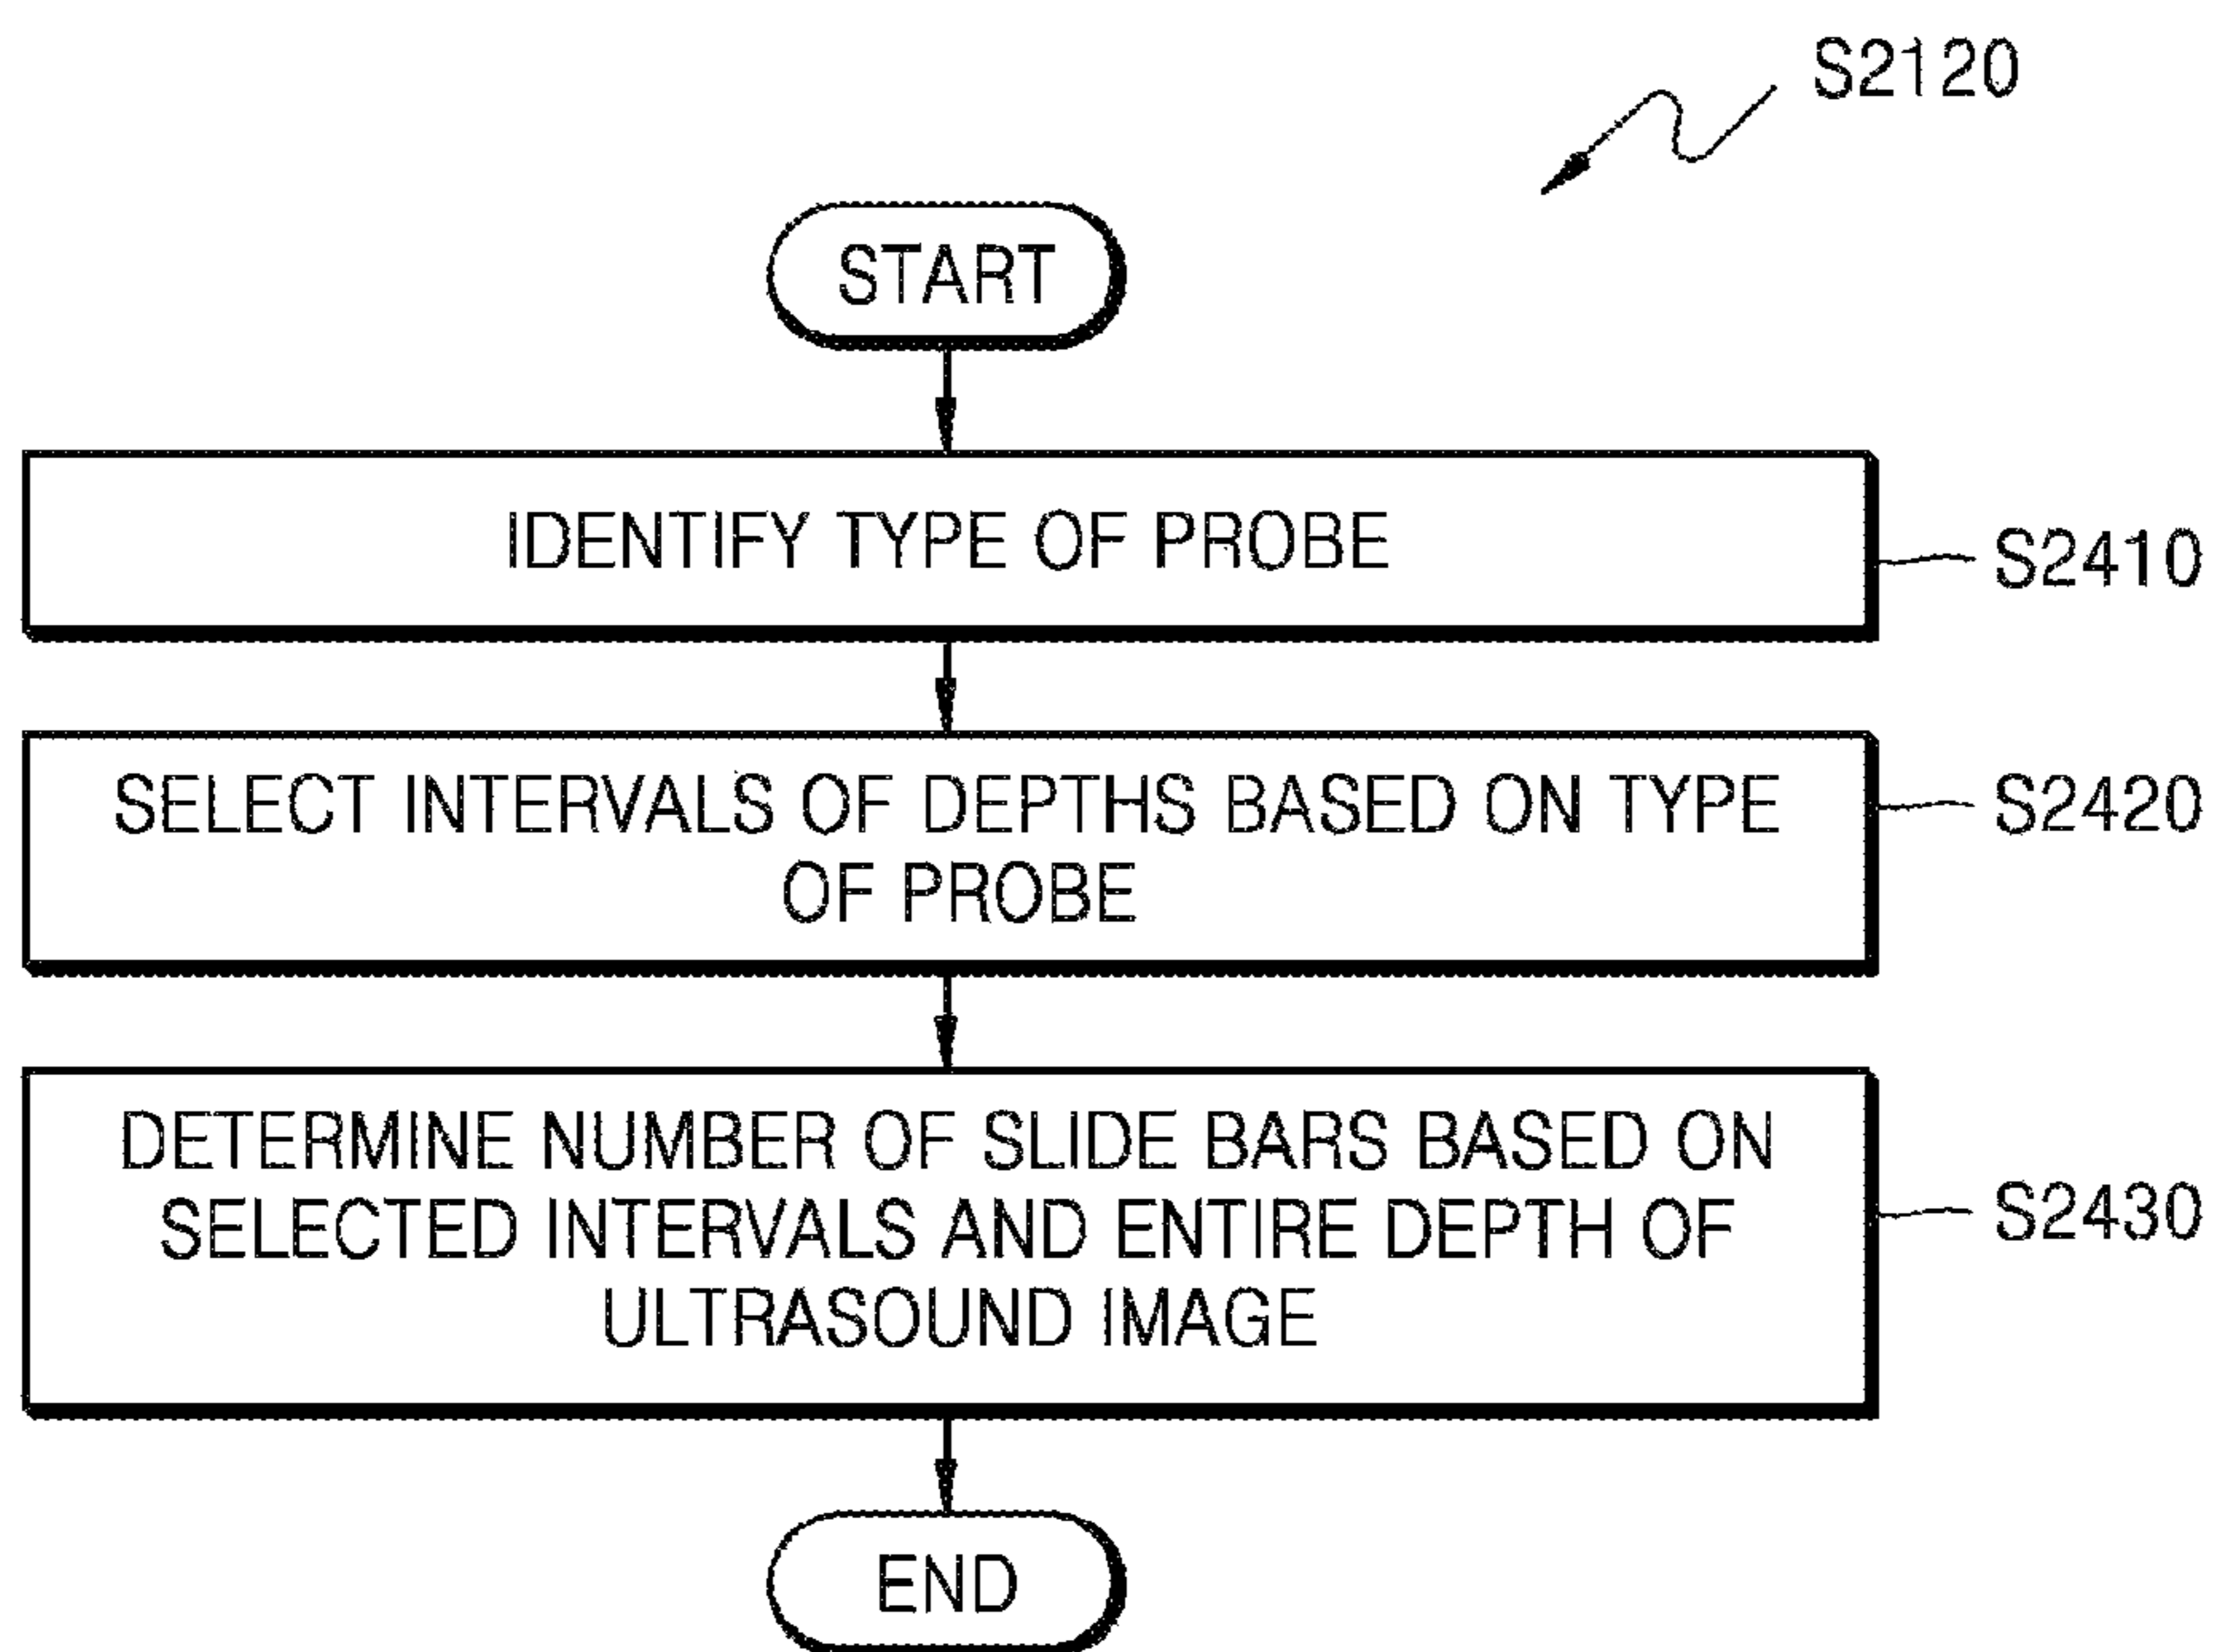 S2120
START
IDENTIFY TYPE OF PROBE
S2410
SELECT INTERVALS OF DEPTHS BASED ON TYPE
OF PROBE
S2420
DETERMINE NUMBER OF SLIDE BARS BASED ON
SELECTED INTERVALS AND ENTIRE DEPTH OF
ULTRASOUND IMAGE
S2430
END